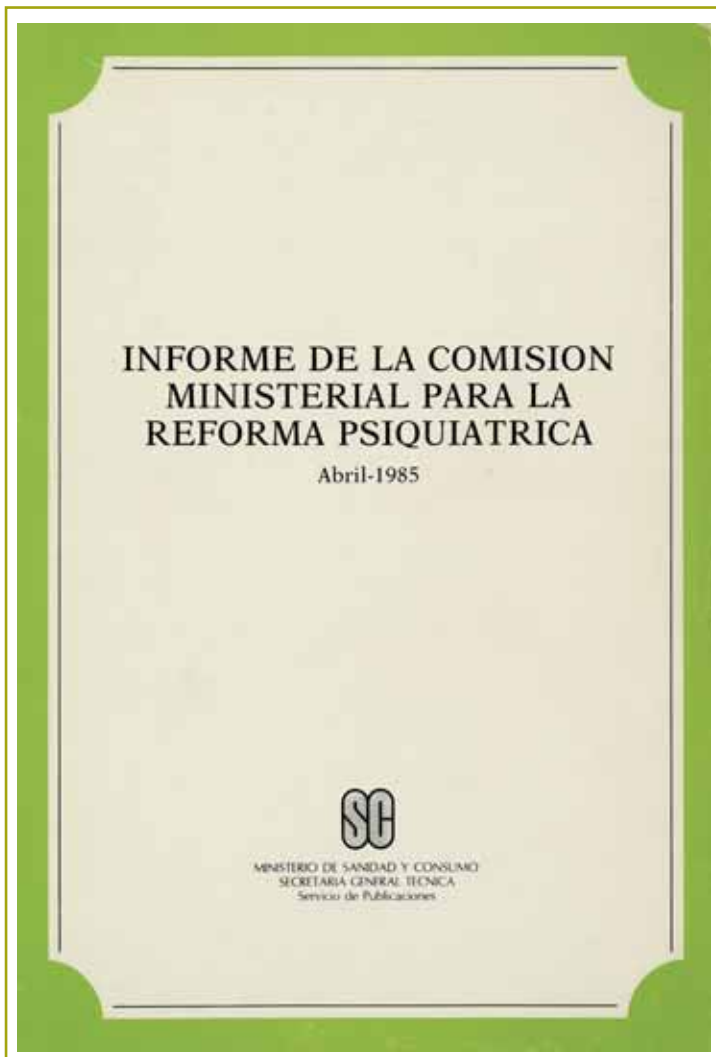 INFORME DE LA COMISION
MINISTERIAL PARA LA
REFORMA PSIQUIATRICA
Abril-1985
SC
MINISTERIO DE SANIDAD Y CONSUMO
SECRETARIA GENERAL TECNICA
Servicio de Publicaciones